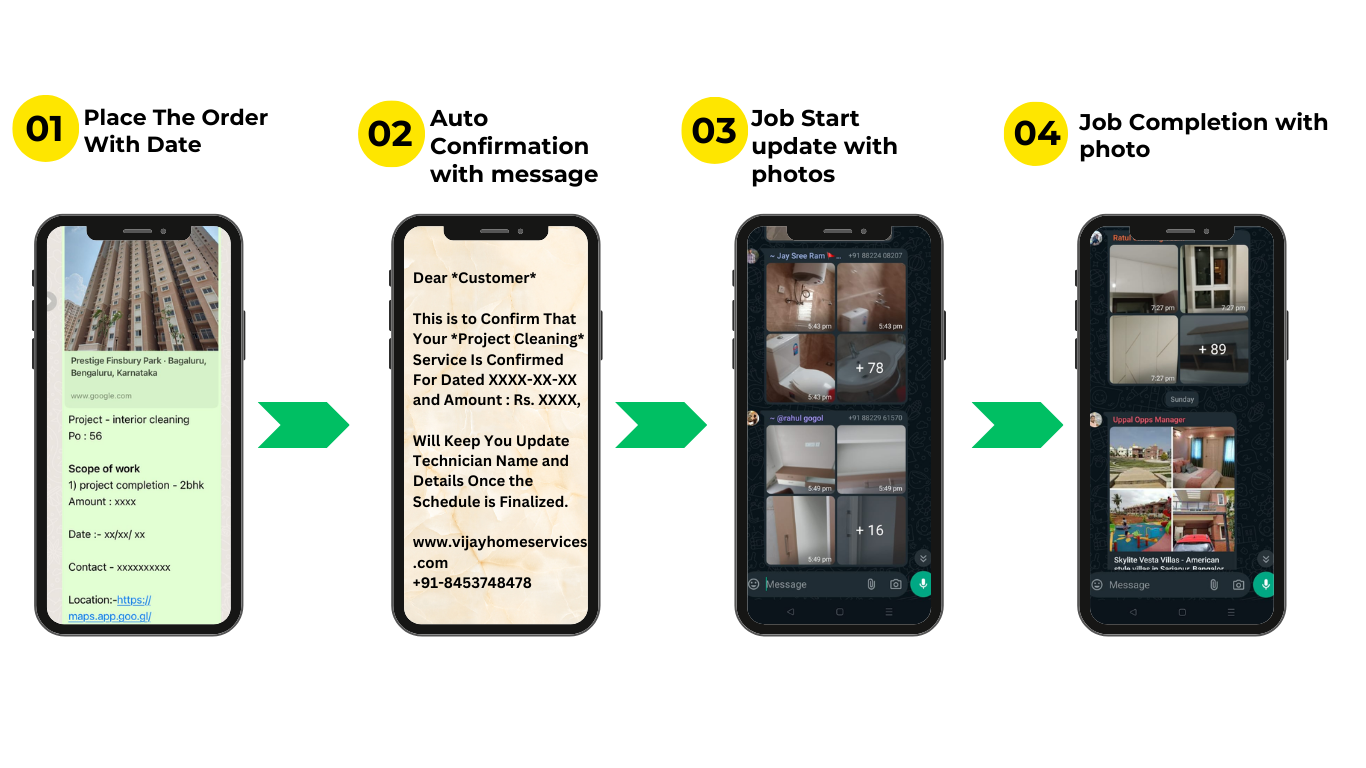 01
Place The Order
With Date
02
Auto
Confirmation
with message
03
Job Start
update with
photos
04
Job Completion with
photo
Prestige Finsbury Park · Bagaluru,
Bengaluru, Karnataka
www.google.com
Project - interior cleaning
Po : 56
Scope of work
1) project completion - 2bhk
Amount : xxxx
Date :- xx/xx/ xx
Contact - xxxxxxxxxx
Location:-https://
maps.app.goo.gl/
Dear *Customer*
This is to Confirm That
Your *Project Cleaning*
Service Is Confirmed
For Dated XXXX-XX-XX
and Amount : Rs. XXXX,
Will Keep You Update
Technician Name and
Details Once the
Schedule is Finalized.
www.vijayhomeservices
.com
+91-8453748478
~ Jay Sree Ram ... +91 88224 08207
5:43 pm 5:43 pm
5:43 pm + 78
~ @rahul gogol +91 88229 61570
5:49 pm 5:49 pm
5:49 pm + 16
Message
Ratul
7:27 pm 7:27 pm
7:27 pm + 89
Sunday
Uppal Opps Manager
Skylite Vesta Villas - American
style villas in Sarjapur, Bangalor
Message